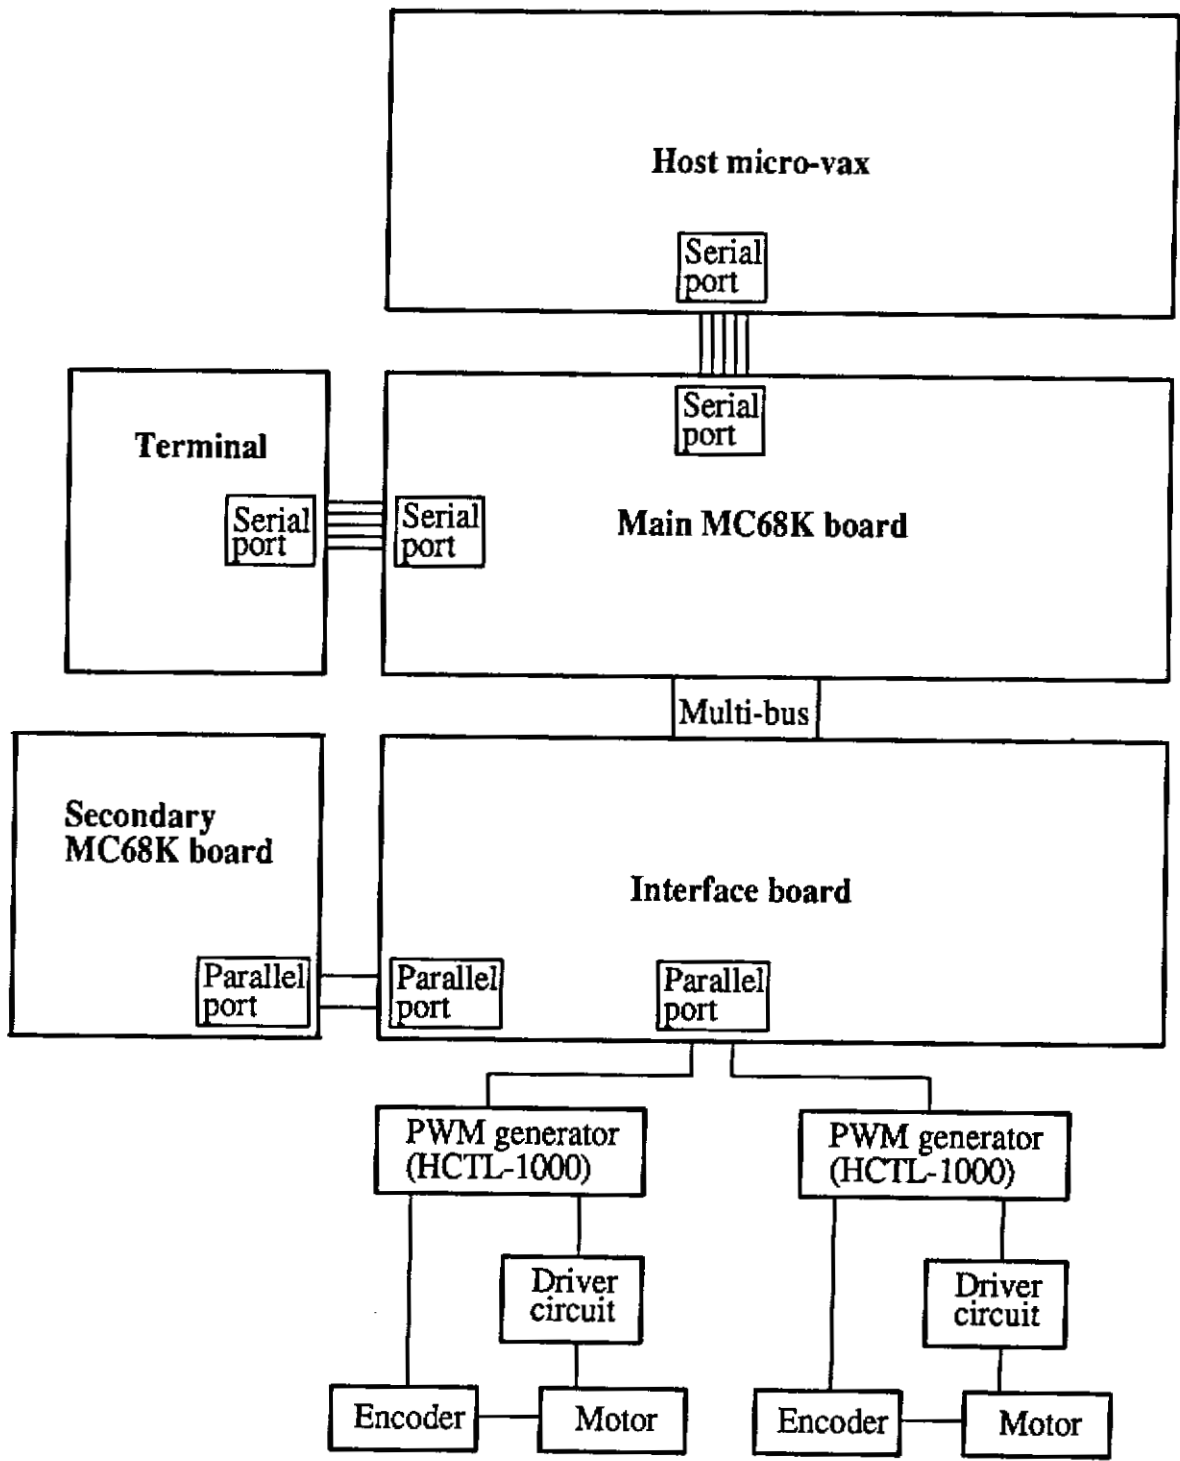 Host micro-vax
Serial
port
Serial
port
Terminal
Serial
port
Serial
port
Main MC68K board
Multi-bus
Secondary
MC68K board
Interface board
Parallel
port
Parallel
port
Parallel
port
PWM generator
(HCTL-1000)
PWM generator
(HCTL-1000)
Driver
circuit
Driver
circuit
Encoder
Motor
Encoder
Motor